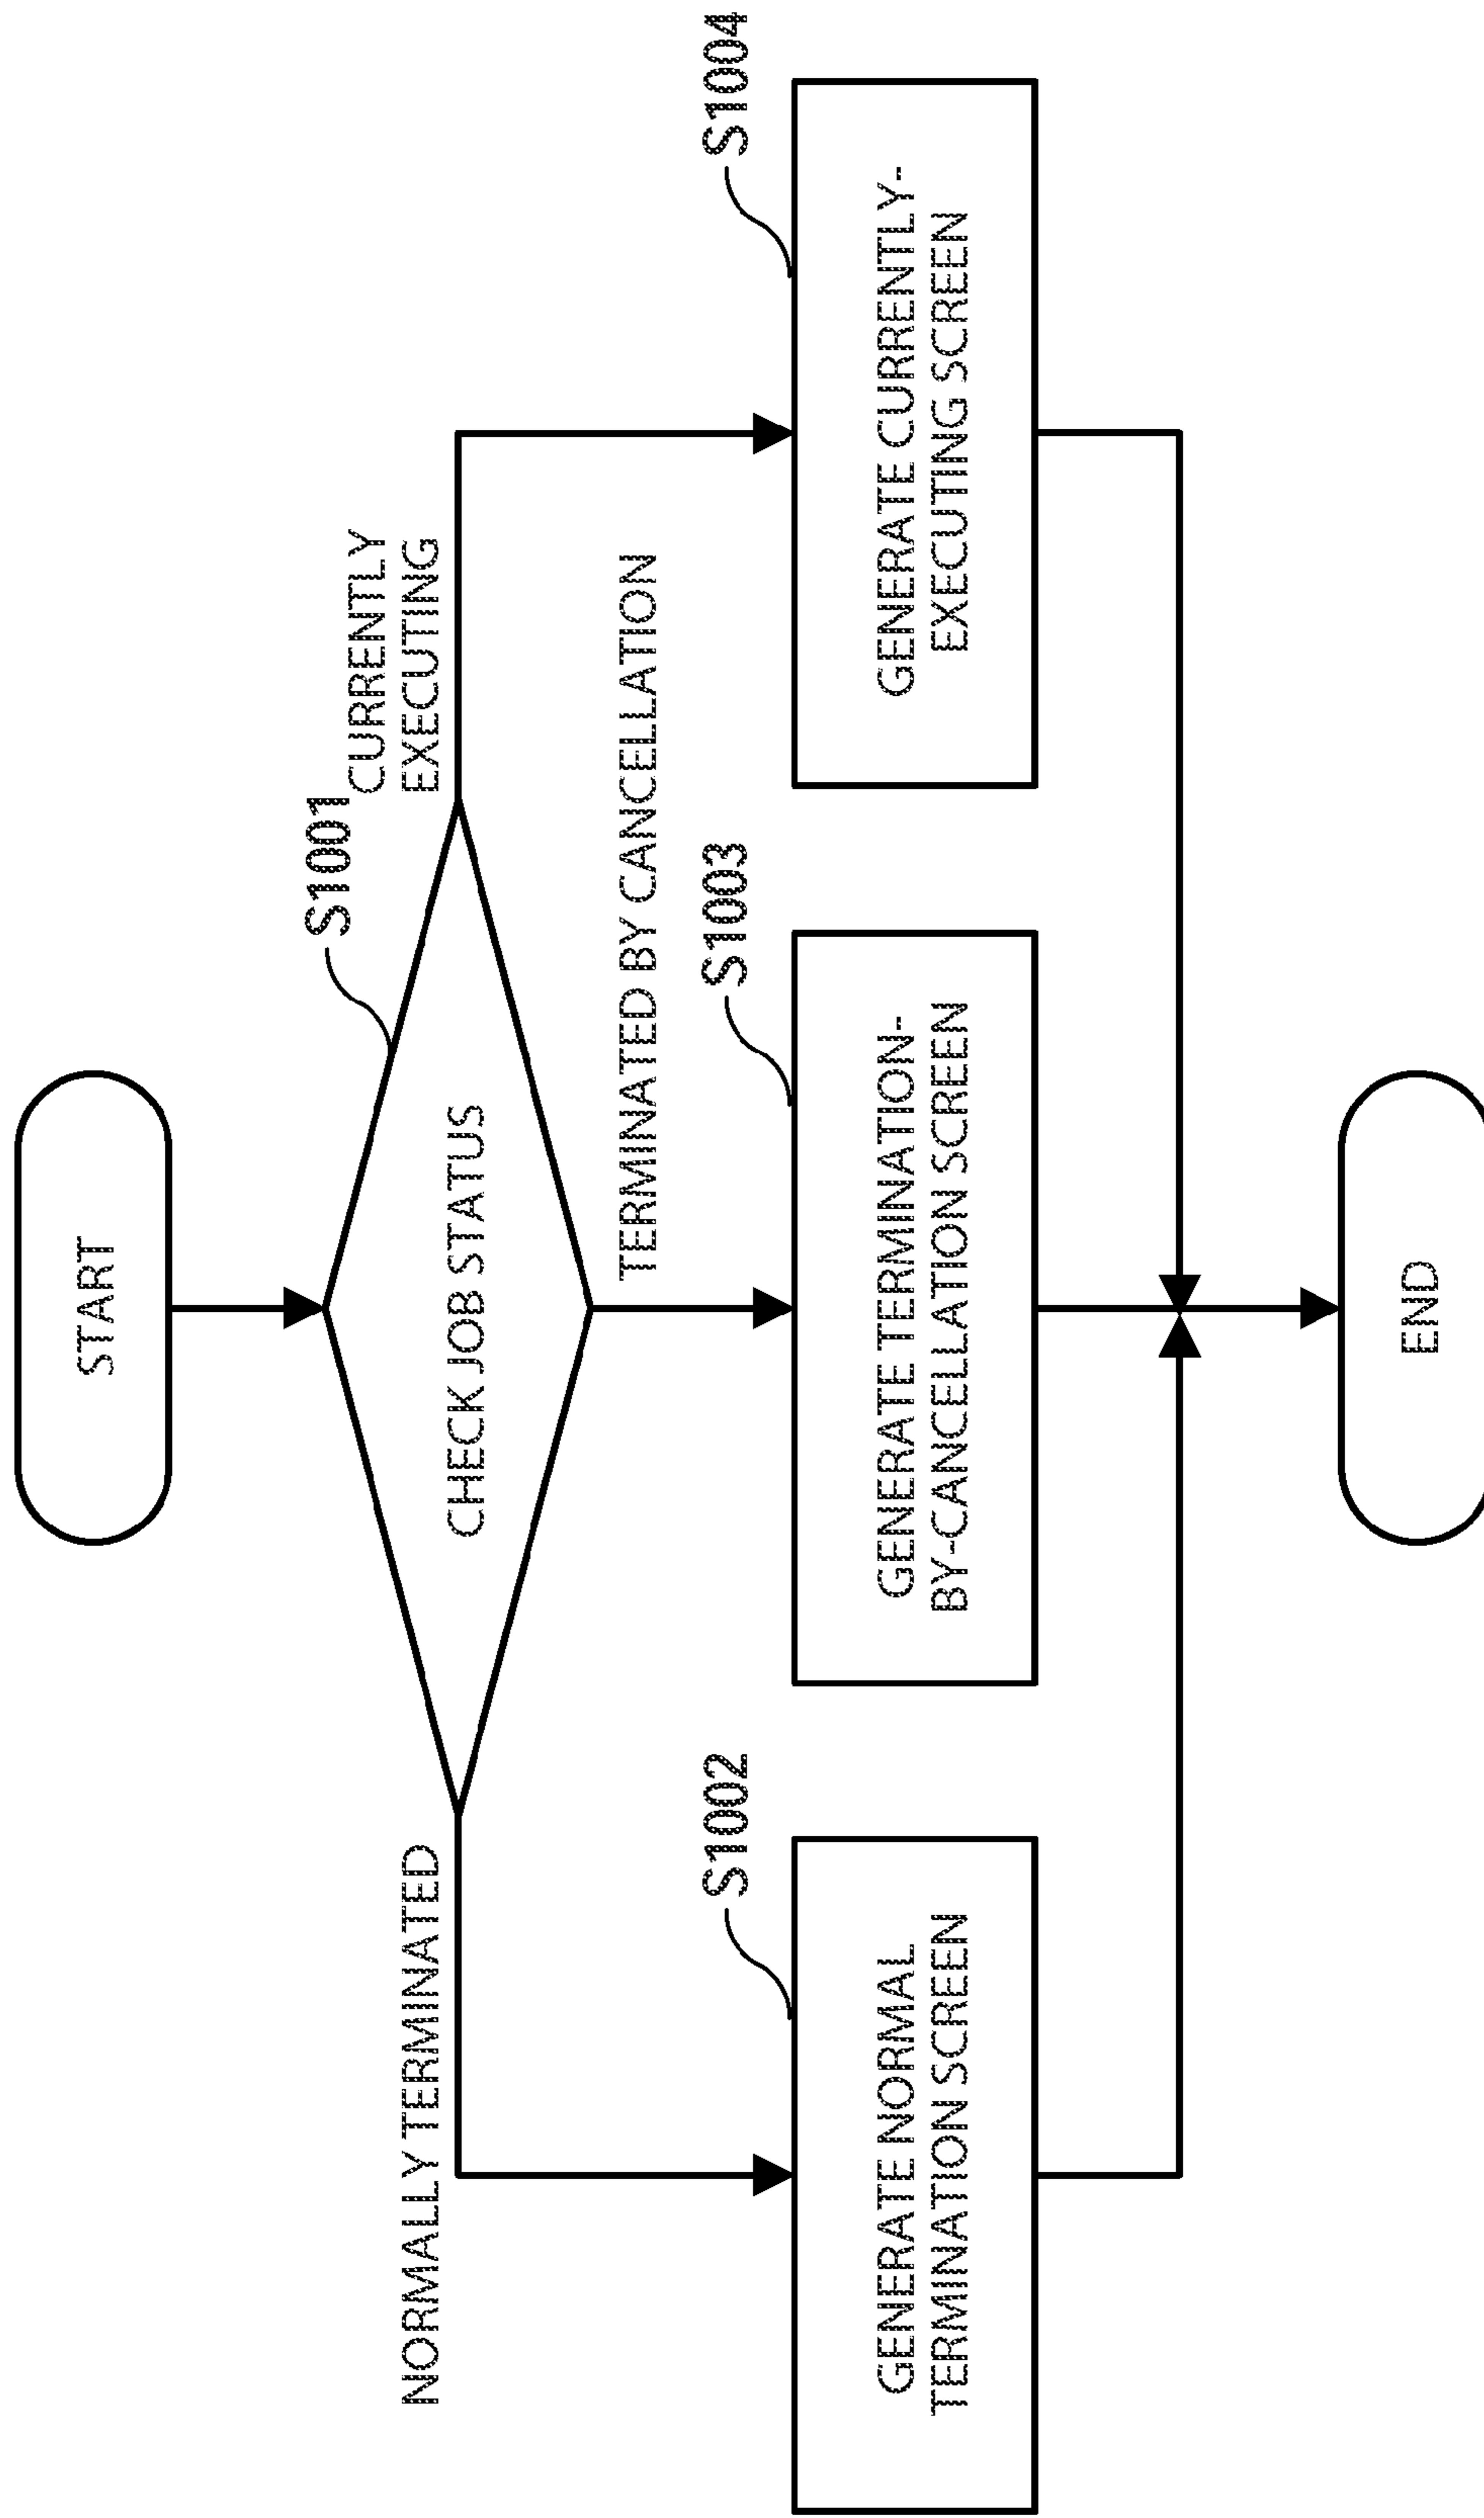 START
S1001
CHECK JOB STATUS
NORMALLY TERMINATED
CURRENTLY
EXECUTING
TERMINATED BY CANCELLATION
S1002
GENERATE NORMAL
TERMINATION SCREEN
S1003
GENERATE TERMINATION-
BY-CANCELLATION SCREEN
S1004
GENERATE CURRENTLY-
EXECUTING SCREEN
END